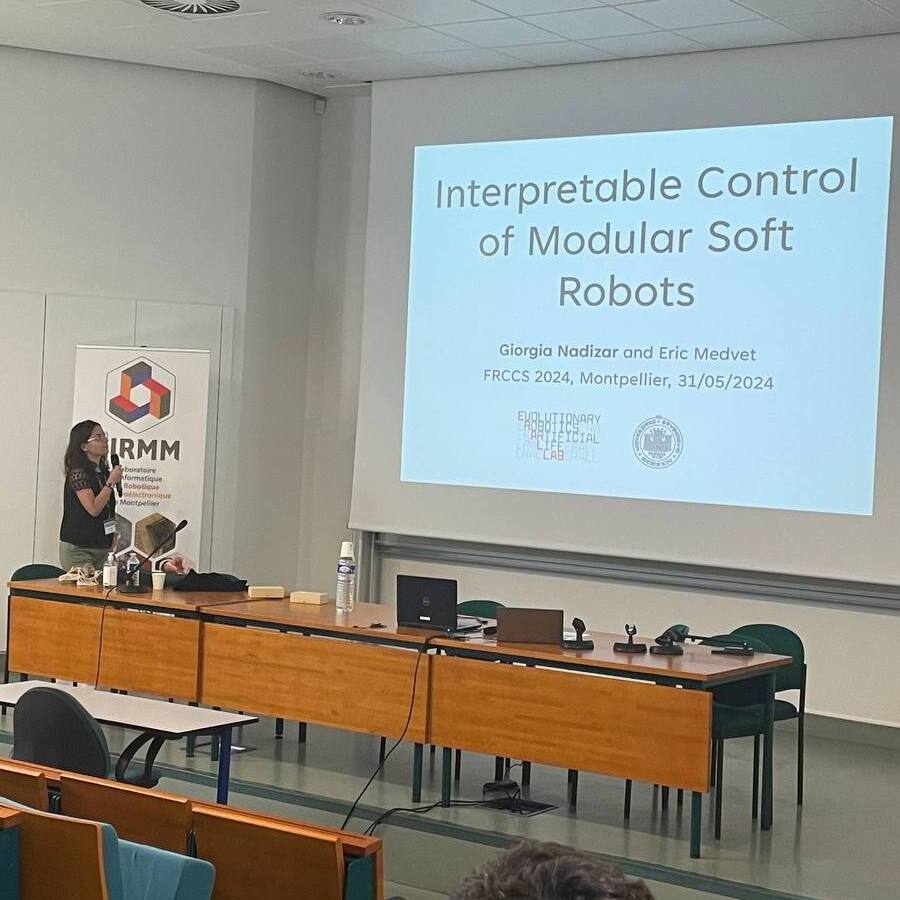 Interpretable Control
of Modular Soft
Robots
Giorgia Nadizar and Eric Medvet
FRCCS 2024, Montpellier, 31/05/2024
EVOLUTIONARY
ROBOTICS
ARTIFICIAL
LIFE
LAB
IRMM
Laboratoire
Informatique
Robotique
Montpellier